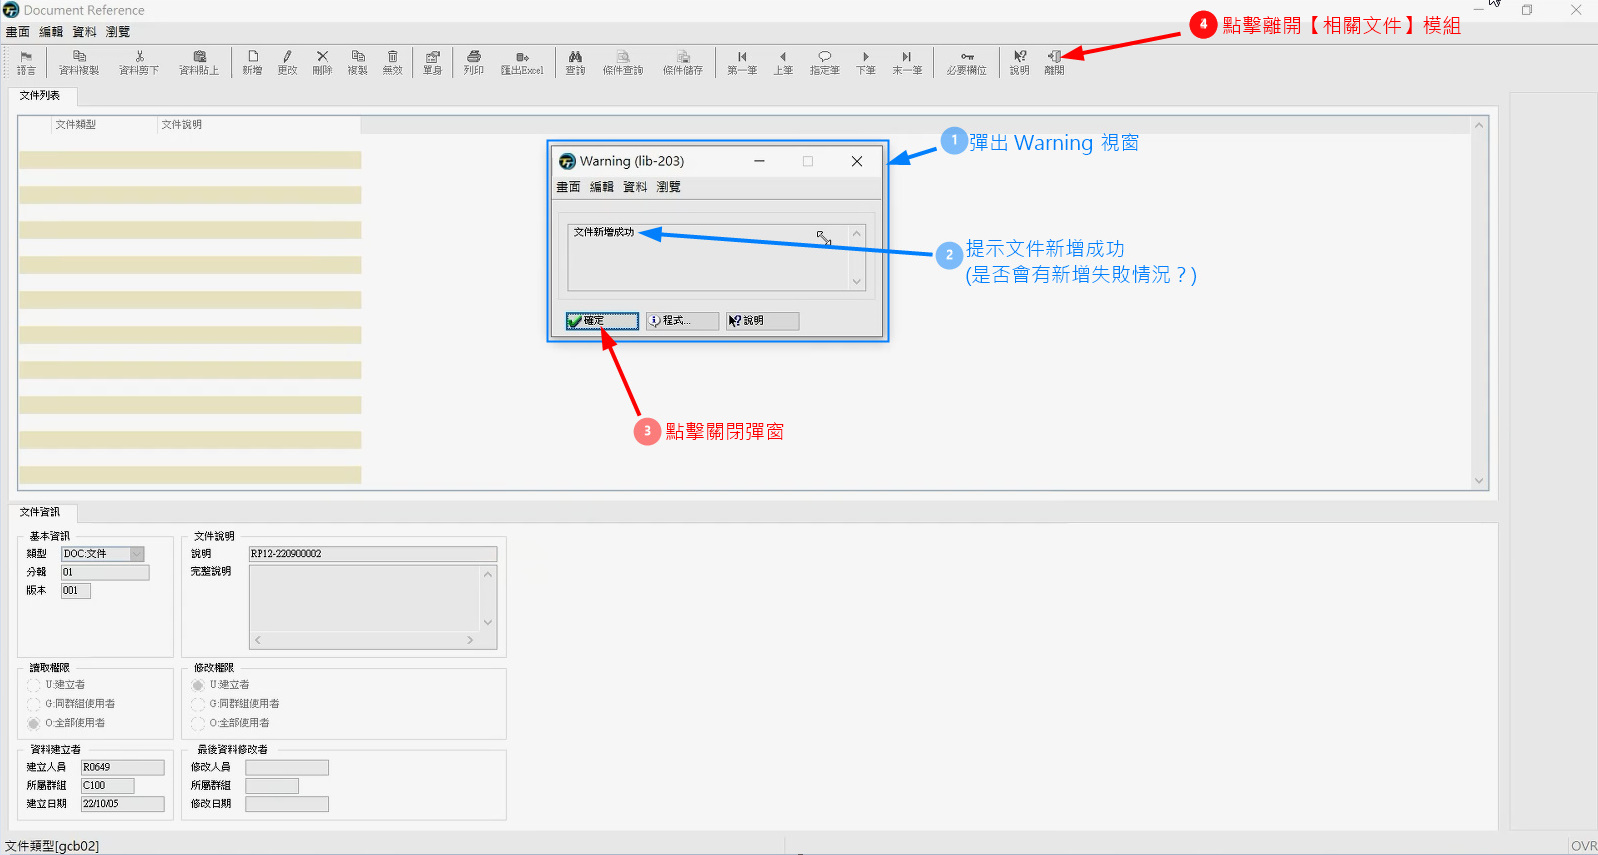 Document Reference
畫面 編輯 資料 瀏覽
4 點擊離開【相關文件】模組
語言 資料複製 資料剪下 資料貼上 新增 更改 刪除 複製 無效 單身 列印 匯出Excel 查詢 條件查詢 條件儲存 第一筆 上筆 指定筆 下筆 末一筆 必要欄位 說明 離開
文件列表
文件類型 文件說明
1 彈出 Warning 視窗
Warning (lib-203)
畫面 編輯 資料 瀏覽
文件新增成功
2 提示文件新增成功
(是否會有新增失敗情況？)
確定 程式... 說明
3 點擊關閉彈窗
文件資訊
基本資訊 文件說明
類型 DOC:文件 說明 RP12-220900002
分輯 01 完整說明
版本 001
讀取權限 修改權限
U:建立者 U:建立者
G:同群組使用者 G:同群組使用者
O:全部使用者 O:全部使用者
資料建立者 最後資料修改者
建立人員 R0649 修改人員
所屬群組 C100 所屬群組
建立日期 22/10/05 修改日期
文件類型[gcb02] OVR